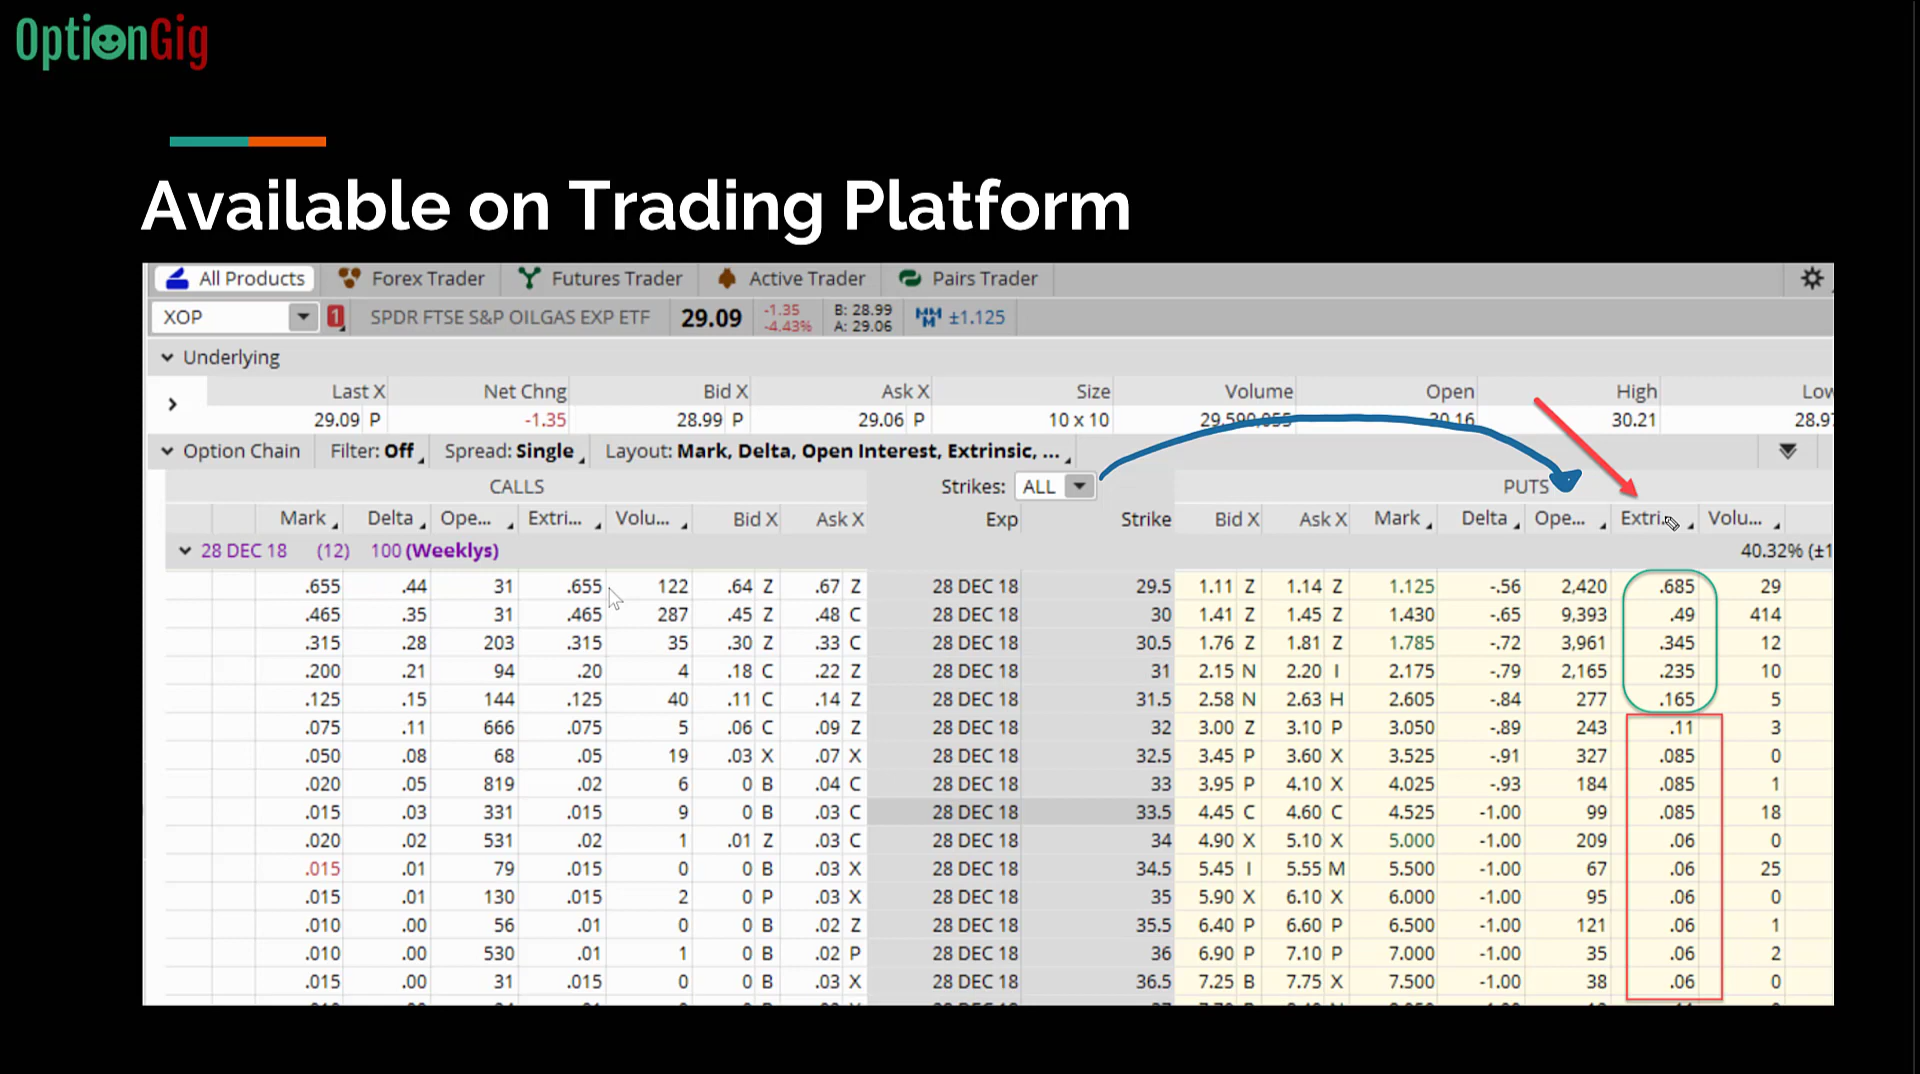 OptionGig
Available on Trading Platform
All Products Forex Trader Futures Trader Active Trader Pairs Trader
XOP 1 SPDR FTSE S&P OILGAS EXP ETF 29.09 -1.35 -4.43% B: 28.99 A: 29.06 MMM ±1.125
Underlying
Last X Net Chng Bid X Ask X Size Volume Open High Low
29.09 P -1.35 28.99 P 29.06 P 10 x 10 30.16 30.21 28.97
Option Chain Filter: Off Spread: Single Layout: Mark, Delta, Open Interest, Extrinsic, ...
CALLS Strikes: ALL PUTS
Mark Delta Ope... Extri... Volu... Bid X Ask X Exp Strike Bid X Ask X Mark Delta Ope... Extri... Volu...
28 DEC 18 (12) 100 (Weeklys) 40.32% (±1
.655 .44 31 .655 122 .64 Z .67 Z 28 DEC 18 29.5 1.11 Z 1.14 Z 1.125 -.56 2,420 .685 29
.465 .35 31 .465 287 .45 Z .48 C 28 DEC 18 30 1.41 Z 1.45 Z 1.430 -.65 9,393 .49 414
.315 .28 203 .315 35 .30 Z .33 C 28 DEC 18 30.5 1.76 Z 1.81 Z 1.785 -.72 3,961 .345 12
.200 .21 94 .20 4 .18 C .22 Z 28 DEC 18 31 2.15 N 2.20 I 2.175 -.79 2,165 .235 10
.125 .15 144 .125 40 .11 C .14 Z 28 DEC 18 31.5 2.58 N 2.63 H 2.605 -.84 277 .165 5
.075 .11 666 .075 5 .06 C .09 Z 28 DEC 18 32 3.00 Z 3.10 P 3.050 -.89 243 .11 3
.050 .08 68 .05 19 .03 X .07 X 28 DEC 18 32.5 3.45 P 3.60 X 3.525 -.91 327 .085 0
.020 .05 819 .02 6 0 B .04 C 28 DEC 18 33 3.95 P 4.10 X 4.025 -.93 184 .085 1
.015 .03 331 .015 9 0 B .03 C 28 DEC 18 33.5 4.45 C 4.60 C 4.525 -1.00 99 .085 18
.020 .02 531 .02 1 .01 Z .03 C 28 DEC 18 34 4.90 X 5.10 X 5.000 -1.00 209 .06 0
.015 .01 79 .015 0 0 B .03 X 28 DEC 18 34.5 5.45 I 5.55 M 5.500 -1.00 67 .06 25
.015 .01 130 .015 2 0 P .03 X 28 DEC 18 35 5.90 X 6.10 X 6.000 -1.00 95 .06 0
.010 .00 56 .01 0 0 B .02 Z 28 DEC 18 35.5 6.40 P 6.60 P 6.500 -1.00 121 .06 1
.010 .00 530 .01 1 0 B .02 P 28 DEC 18 36 6.90 P 7.10 P 7.000 -1.00 35 .06 2
.015 .00 31 .015 0 0 B .03 X 28 DEC 18 36.5 7.25 B 7.75 X 7.500 -1.00 38 .06 0